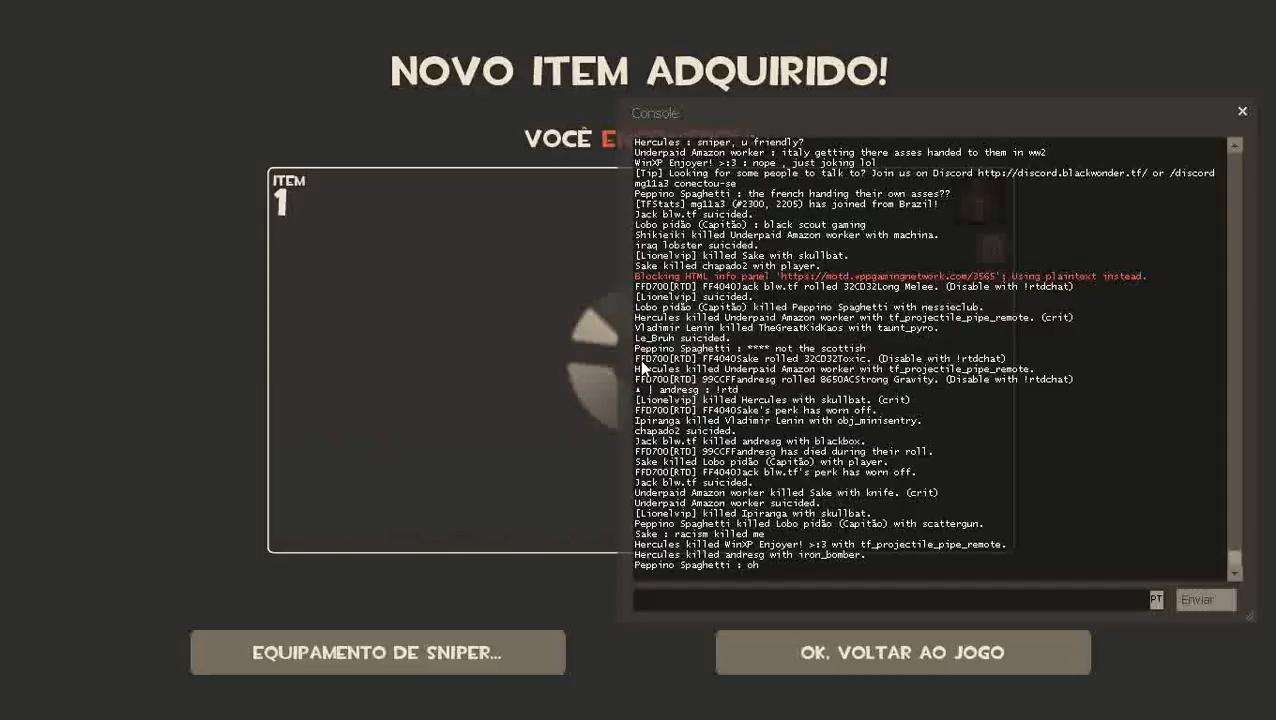 NOVO ITEM ADQUIRIDO!
VOCÊ
ITEM
1
Console
Hercules : sniper, u friendly?
Underpaid Amazon worker : italy getting there asses handed to them in ww2
WinXP Enjoyer! >:3 : nope , just joking lol
[Tip] Looking for some people to talk to? Join us on Discord http://discord.blackwonder.tf/ or /discord
mg11a3 conectou-se
Peppino Spaghetti : the french handing their own asses??
[TFStats] mg11a3 (#2300, 2205) has joined from Brazil!
Jack blw.tf suicided.
Lobo pidão (Capitão) : black scout gaming
Shikieiki killed Underpaid Amazon worker with machina.
iraq lobster suicided.
[Lionelvip] killed Sake with skullbat.
Sake killed chapado2 with player.
Blocking HTML info panel 'https://motd.vppgamingnetwork.com/3565'; Using plaintext instead.
FFD700[RTD] FF4040Jack blw.tf rolled 32CD32Long Melee. (Disable with !rtdchat)
[Lionelvip] suicided.
Lobo pidão (Capitão) killed Peppino Spaghetti with nessieclub.
Hercules killed Underpaid Amazon worker with tf_projectile_pipe_remote. (crit)
Vladimir Lenin killed TheGreatKidKaos with taunt_pyro.
Le_Bruh suicided.
Peppino Spaghetti : **** not the scottish
FFD700[RTD] FF4040Sake rolled 32CD32Toxic. (Disable with !rtdchat)
Hercules killed Underpaid Amazon worker with tf_projectile_pipe_remote.
FFD700[RTD] 99CCFFandresg rolled 8650ACStrong Gravity. (Disable with !rtdchat)
▲ | andresg : !rtd
[Lionelvip] killed Hercules with skullbat. (crit)
FFD700[RTD] FF4040Sake's perk has worn off.
Ipiranga killed Vladimir Lenin with obj_minisentry.
chapado2 suicided.
Jack blw.tf killed andresg with blackbox.
FFD700[RTD] 99CCFFandresg has died during their roll.
Sake killed Lobo pidão (Capitão) with player.
FFD700[RTD] FF4040Jack blw.tf's perk has worn off.
Jack blw.tf suicided.
Underpaid Amazon worker killed Sake with knife. (crit)
Underpaid Amazon worker suicided.
[Lionelvip] killed Ipiranga with skullbat.
Peppino Spaghetti killed Lobo pidão (Capitão) with scattergun.
Sake : racism killed me
Hercules killed WinXP Enjoyer! >:3 with tf_projectile_pipe_remote.
Hercules killed andresg with iron_bomber.
Peppino Spaghetti : oh
PT
Enviar
EQUIPAMENTO DE SNIPER...
OK, VOLTAR AO JOGO